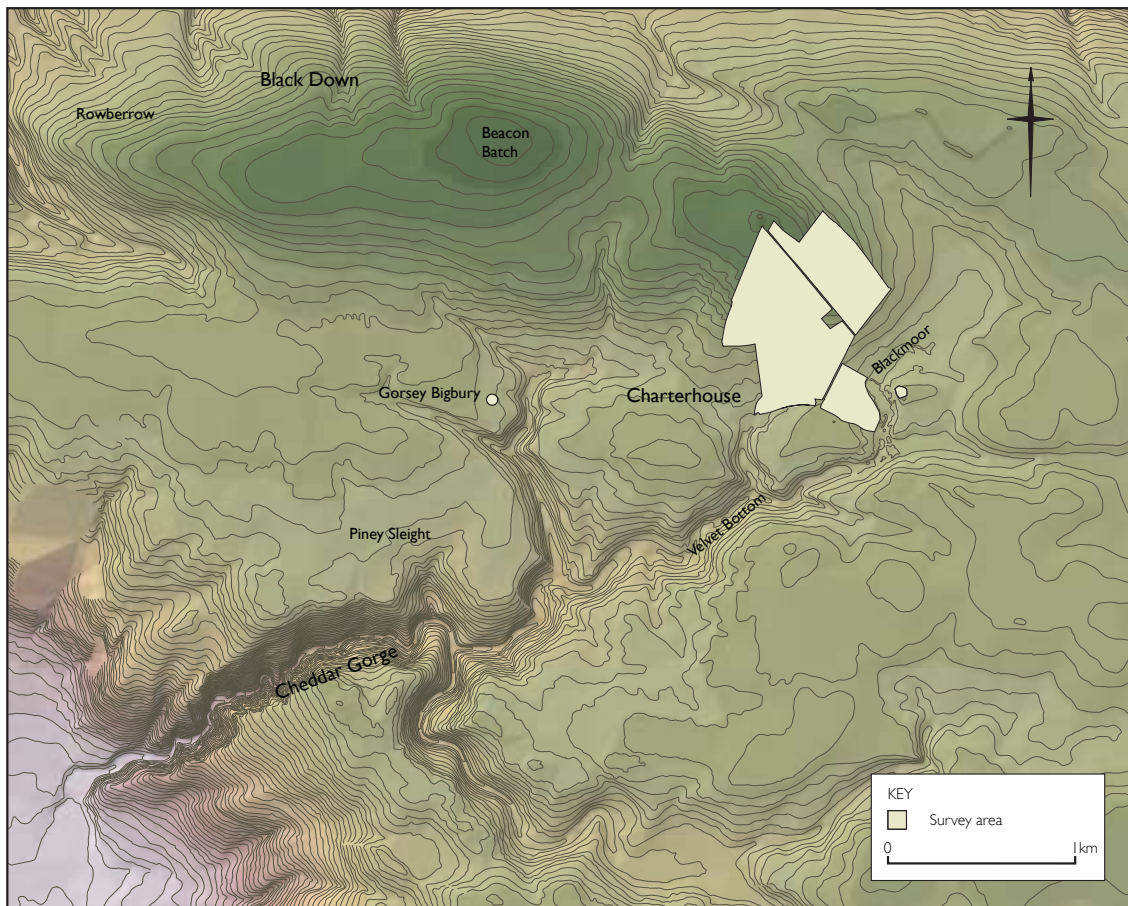 Black Down
Rowberrow
Beacon
Batch
Blackmoor
Gorsey Bigbury
Charterhouse
Velvet Bottom
Piney Sleight
Cheddar Gorge
KEY
Survey area
0 1km